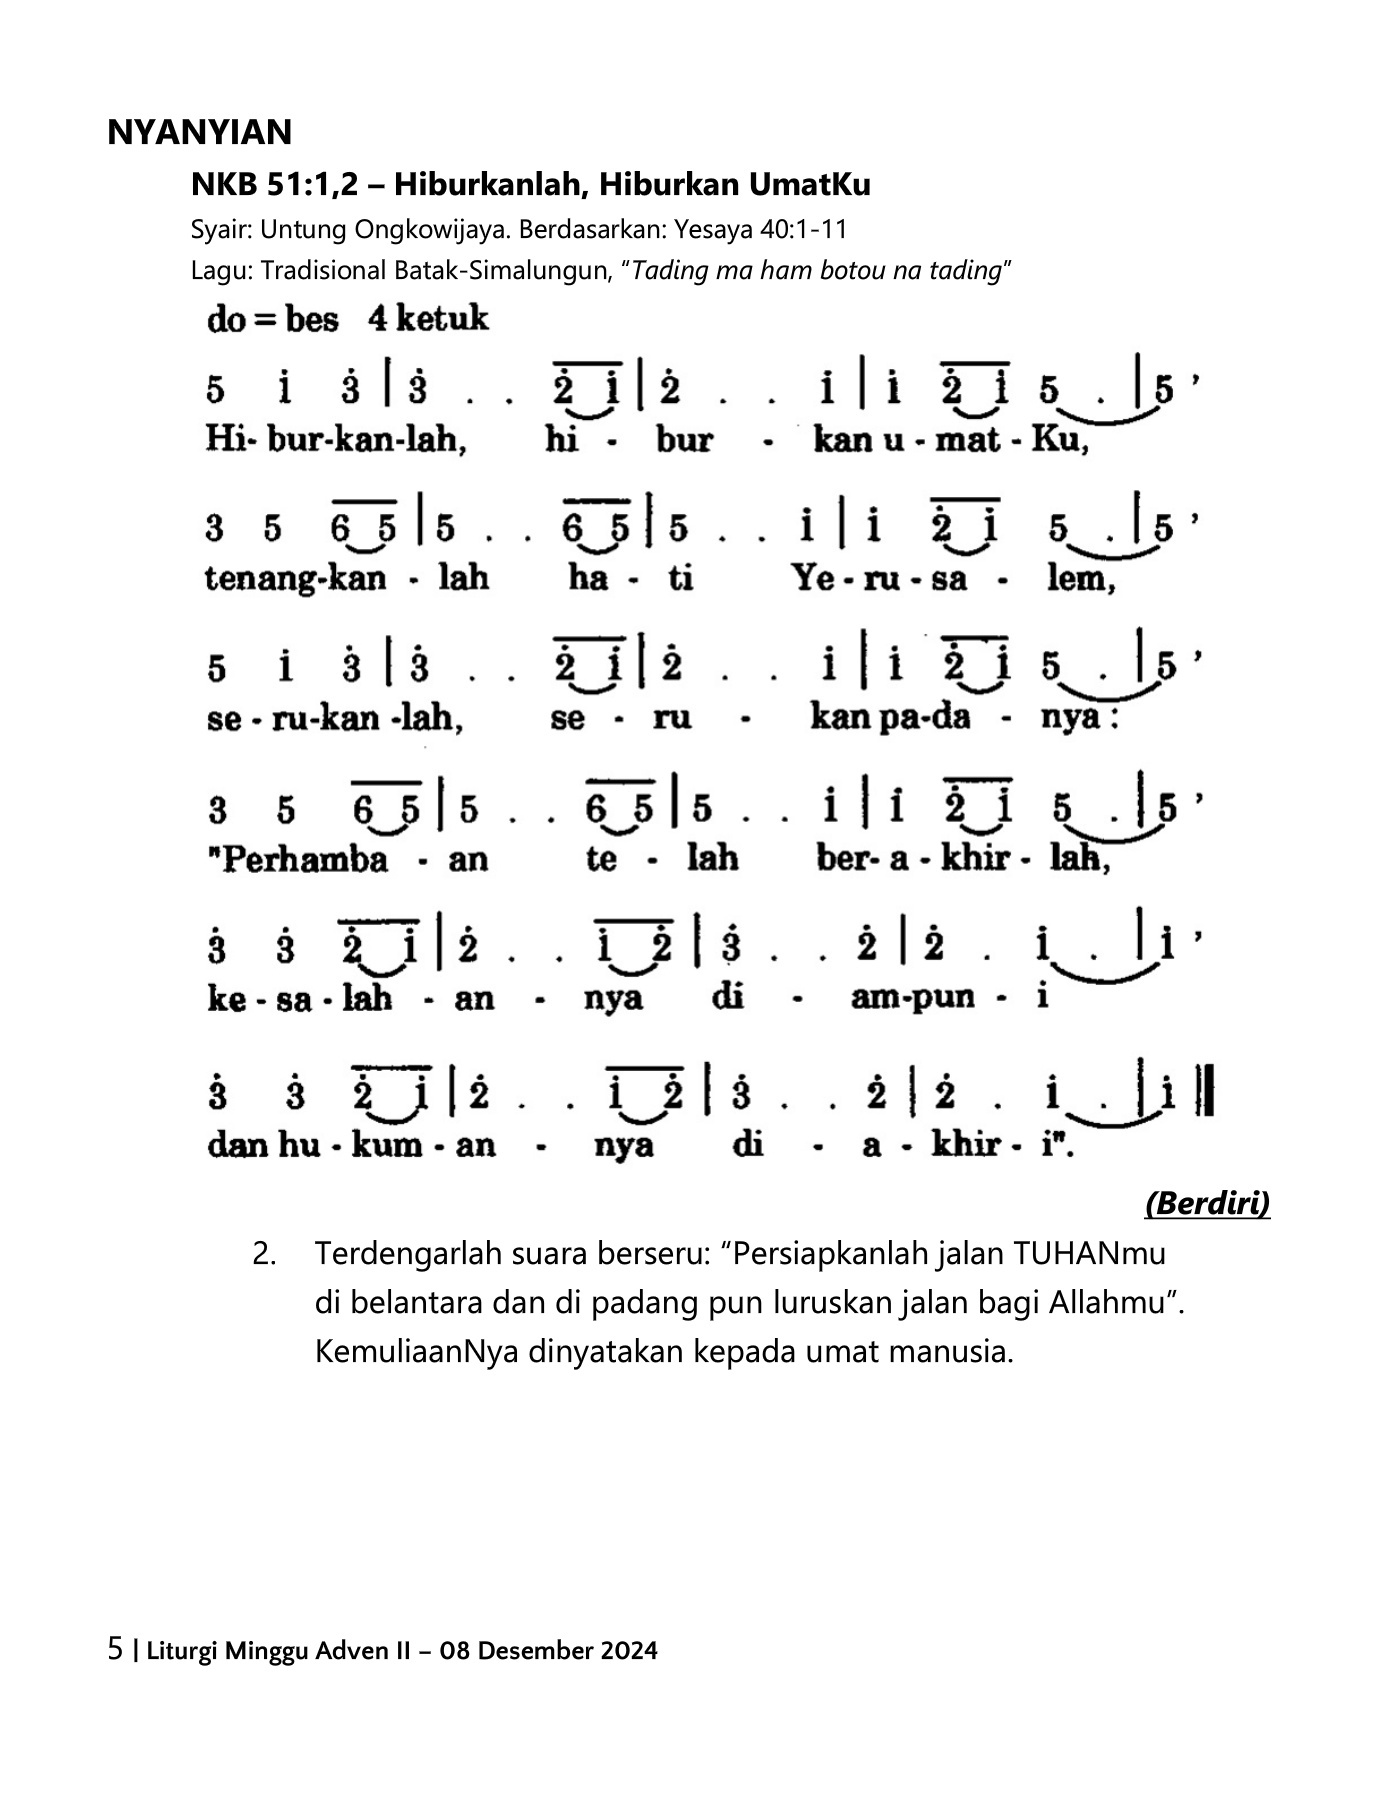 NYANYIAN
NKB 51:1,2 – Hiburkanlah, Hiburkan UmatKu
Syair: Untung Ongkowijaya. Berdasarkan: Yesaya 40:1-11
Lagu: Tradisional Batak-Simalungun, “Tading ma ham botou na tading”
do = bes 4 ketuk
5 i̇ 3̇ | 3̇ . . 2̇ i̇ | 2̇ . . i̇ | i̇ 2̇ i̇ 5 . | 5 ’
Hi- bur-kan-lah, hi - bur - kan u - mat - Ku,
3 5 6 5 | 5 . . 6 5 | 5 . . i̇ | i̇ 2̇ i̇ 5 . | 5 ’
tenang-kan - lah ha - ti Ye - ru - sa - lem,
5 i̇ 3̇ | 3̇ . . 2̇ i̇ | 2̇ . . i̇ | i̇ 2̇ i̇ 5 . | 5 ’
se - ru-kan -lah, se - ru - kan pa-da - nya :
3 5 6 5 | 5 . . 6 5 | 5 . . i̇ | i̇ 2̇ i̇ 5 . | 5 ’
"Perhamba - an te - lah ber- a - khir - lah,
3̇ 3̇ 2̇ i̇ | 2̇ . . i̇ 2̇ | 3̇ . . 2̇ | 2̇ . i̇ . | i̇ ’
ke - sa - lah - an - nya di - am-pun - i
3̇ 3̇ 2̇ i̇ | 2̇ . . i̇ 2̇ | 3̇ . . 2̇ | 2̇ . i̇ . | i̇ ||
dan hu - kum - an - nya di - a - khir - i".
(Berdiri)
2. Terdengarlah suara berseru: “Persiapkanlah jalan TUHANmu
di belantara dan di padang pun luruskan jalan bagi Allahmu”.
KemuliaanNya dinyatakan kepada umat manusia.
5 | Liturgi Minggu Adven II – 08 Desember 2024